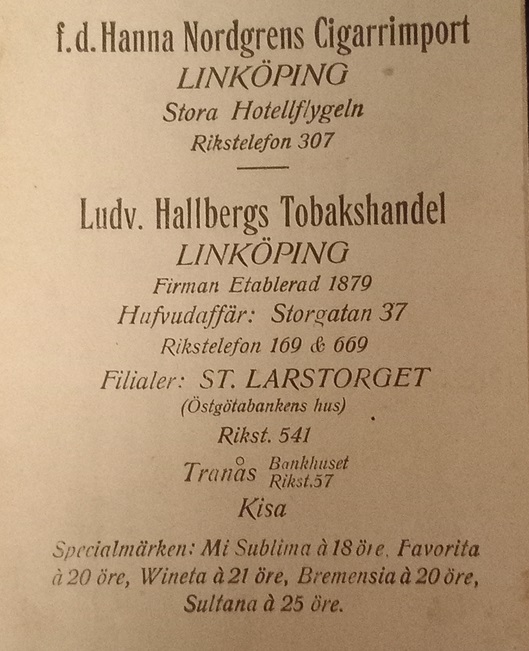 f.d. Hanna Nordgrens Cigarrimport
LINKÖPING
Stora Hotellflygeln
Rikstelefon 307
Ludv. Hallbergs Tobakshandel
LINKÖPING
Firman Etablerad 1879
Hufvudaffär: Storgatan 37
Rikstelefon 169 & 669
Filialer: ST. LARSTORGET
(Östgötabankens hus)
Rikst. 541
Tranås Bankhuset
Rikst. 57
Kisa
Specialmärken: Mi Sublima à 18 öre, Favorita
à 20 öre, Wineta à 21 öre, Bremensia à 20 öre,
Sultana à 25 öre.